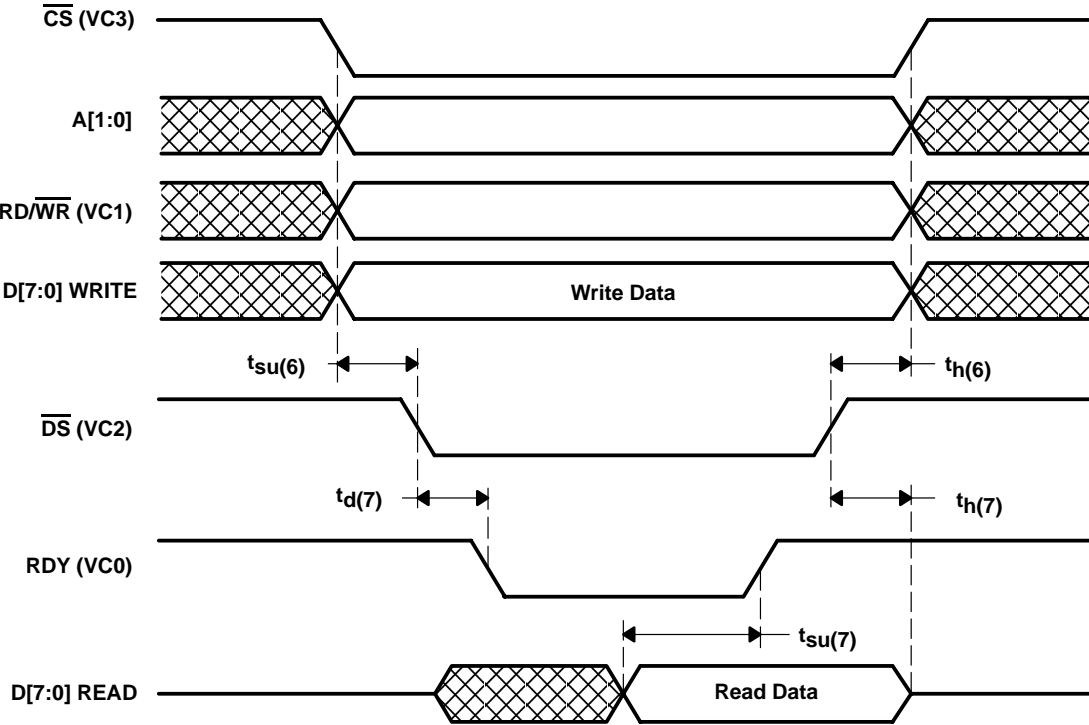 CS (VC3)
A[1:0]
RD/WR (VC1)
D[7:0] WRITE
Write Data
tsu(6)
th(6)
DS (VC2)
td(7)
th(7)
RDY (VC0)
tsu(7)
D[7:0] READ
Read Data